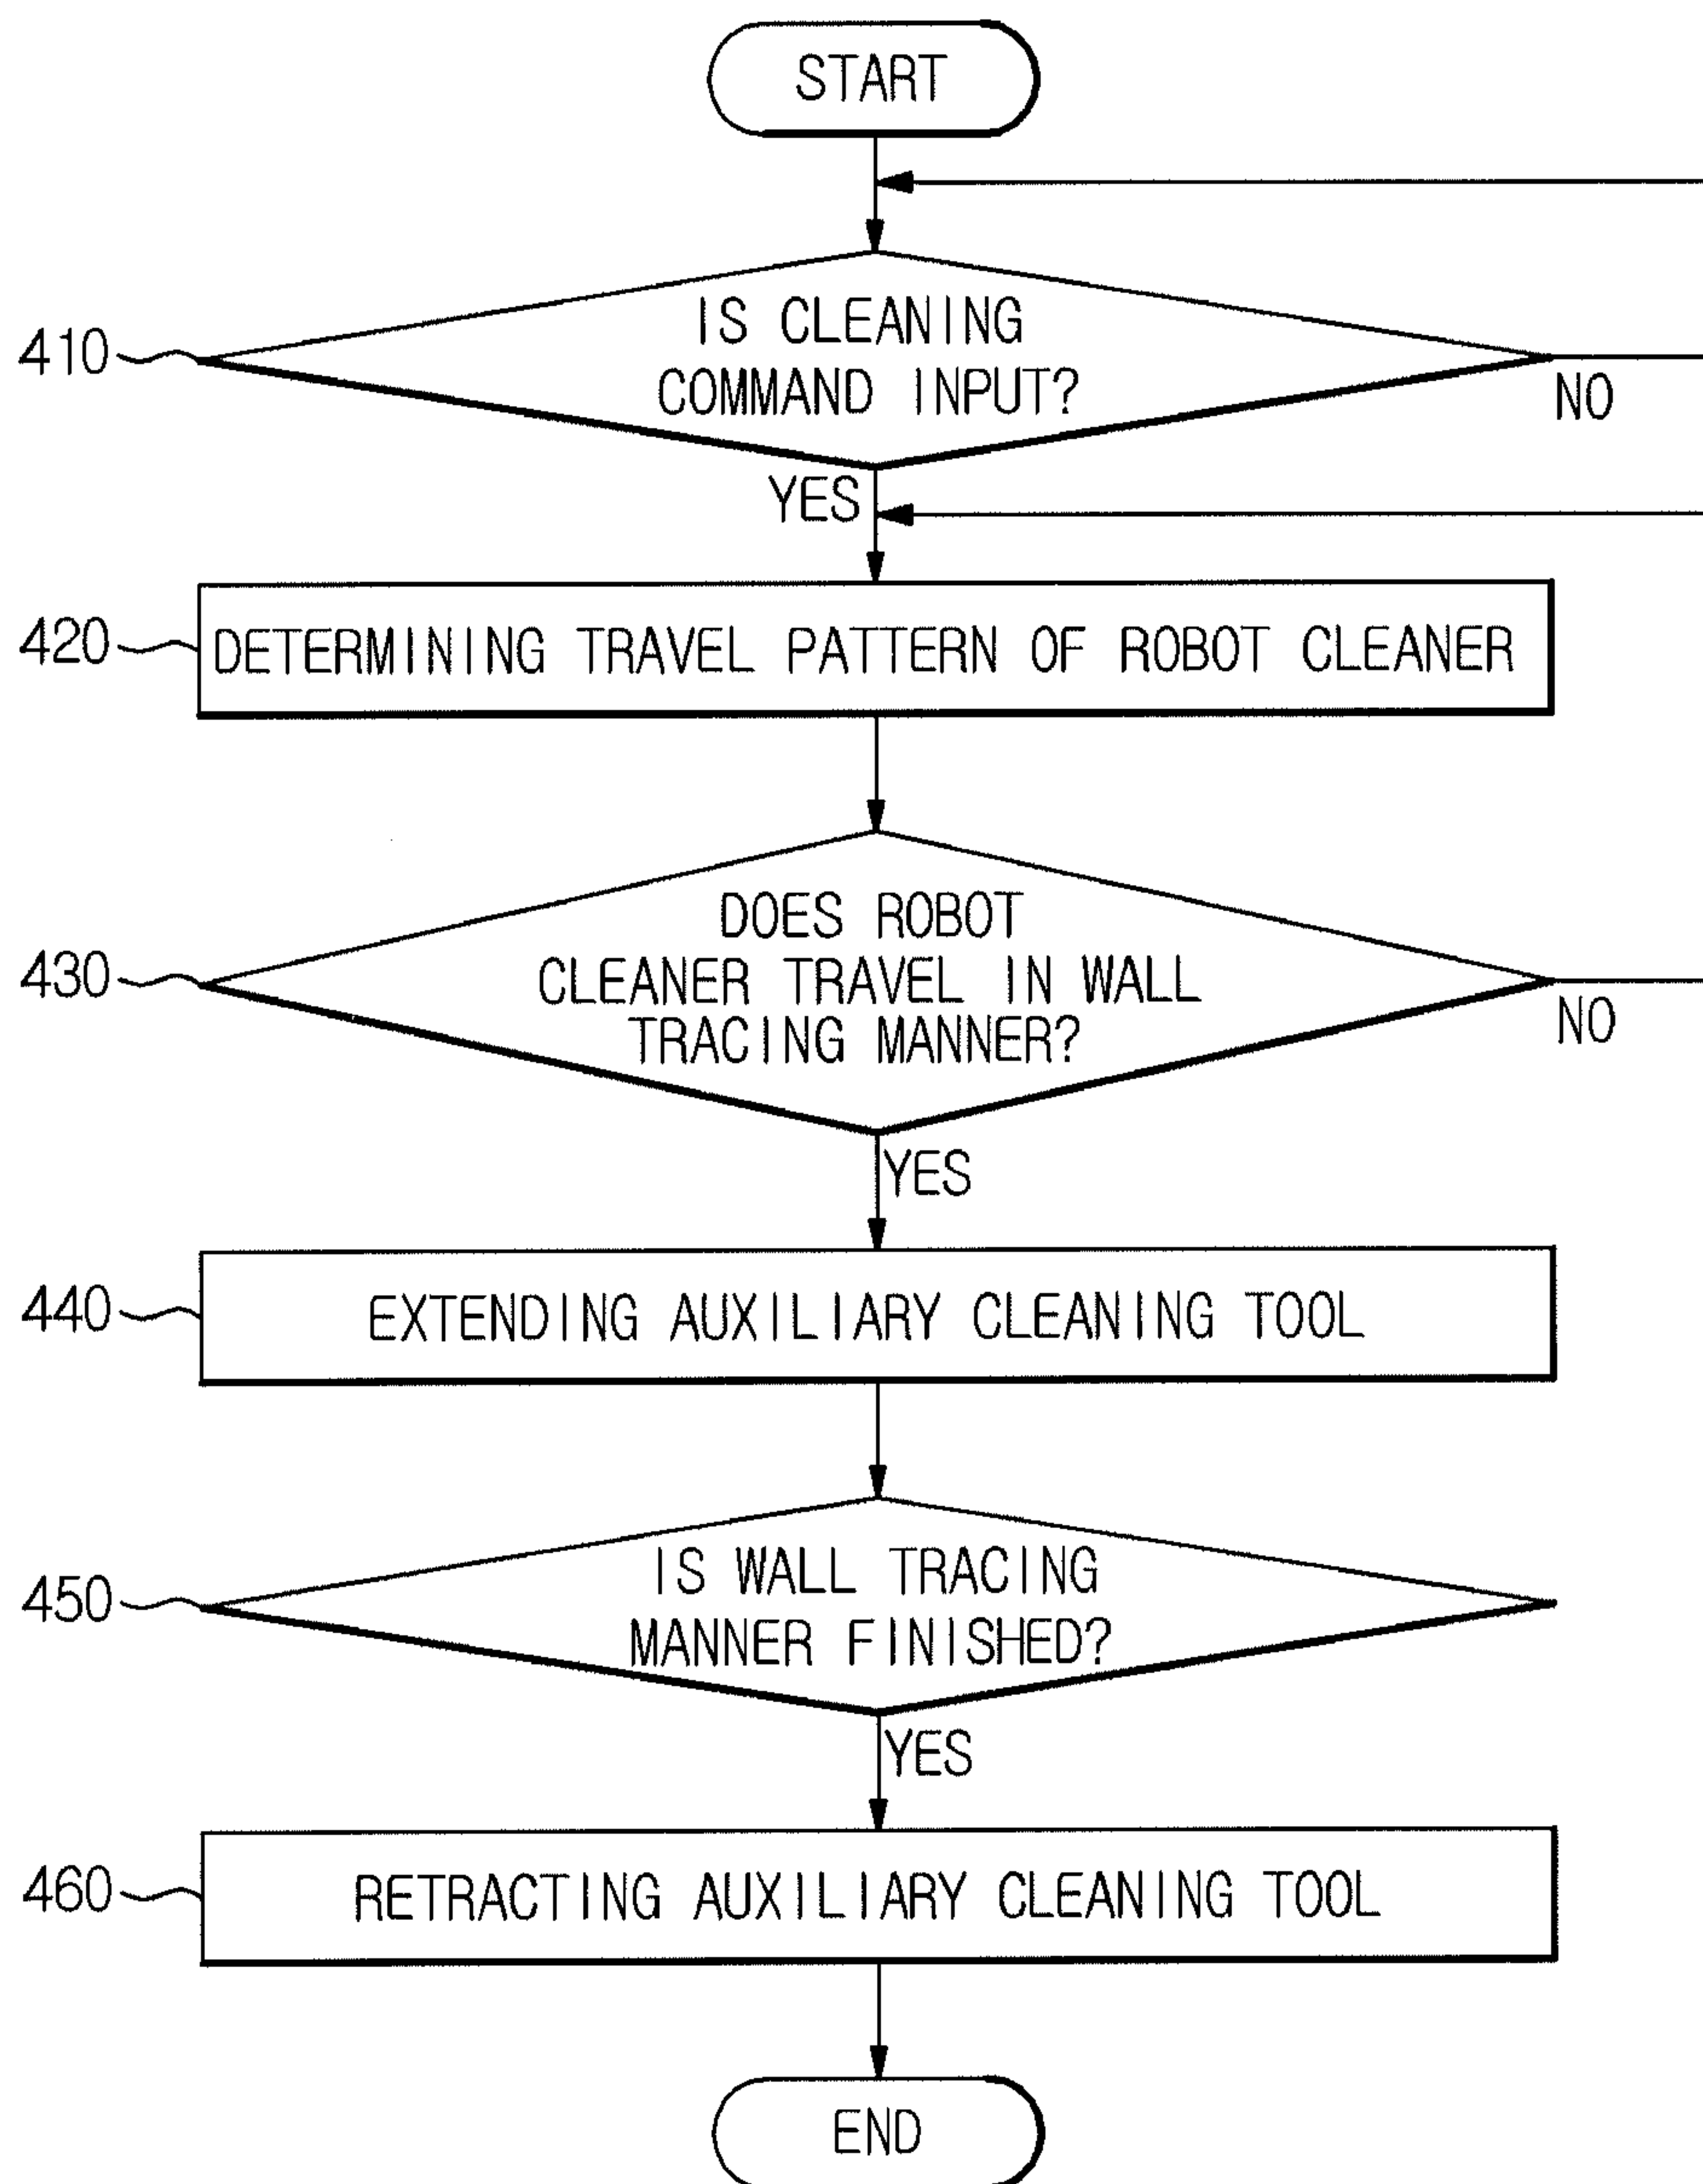 START
IS CLEANING
COMMAND INPUT?
410
NO
YES
420
DETERMINING TRAVEL PATTERN OF ROBOT CLEANER
DOES ROBOT
CLEANER TRAVEL IN WALL
TRACING MANNER?
430
NO
YES
440
EXTENDING AUXILIARY CLEANING TOOL
IS WALL TRACING
MANNER FINISHED?
450
YES
460
RETRACTING AUXILIARY CLEANING TOOL
END